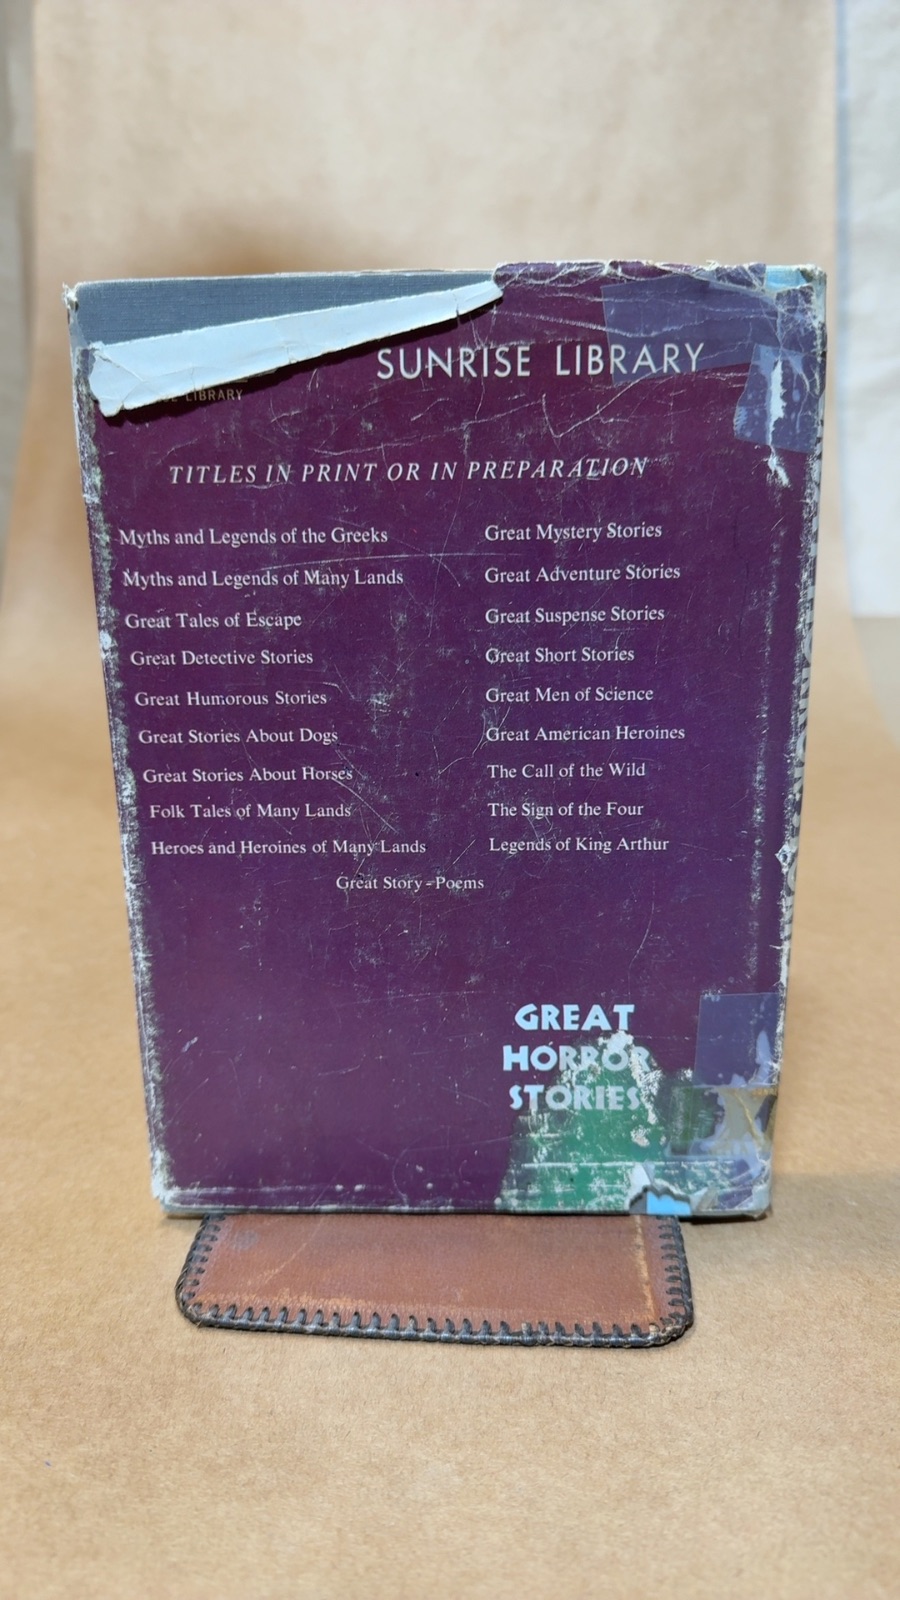 SUNRISE LIBRARY
LIBRARY
TITLES IN PRINT OR IN PREPARATION
Myths and Legends of the Greeks
Myths and Legends of Many Lands
Great Tales of Escape
Great Detective Stories
Great Humorous Stories
Great Stories About Dogs
Great Stories About Horses
Folk Tales of Many Lands
Heroes and Heroines of Many Lands
Great Mystery Stories
Great Adventure Stories
Great Suspense Stories
Great Short Stories
Great Men of Science
Great American Heroines
The Call of the Wild
The Sign of the Four
Legends of King Arthur
Great Story-Poems
GREAT
HORROR
STORIES